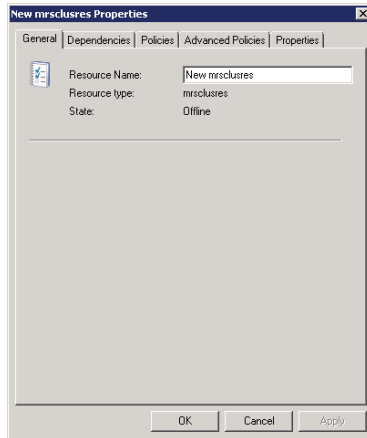 New mrsclusres Properties
General Dependencies Policies Advanced Policies Properties
Resource Name: New mrsclusres
Resource type: mrsclusres
State: Offline
OK Cancel Apply